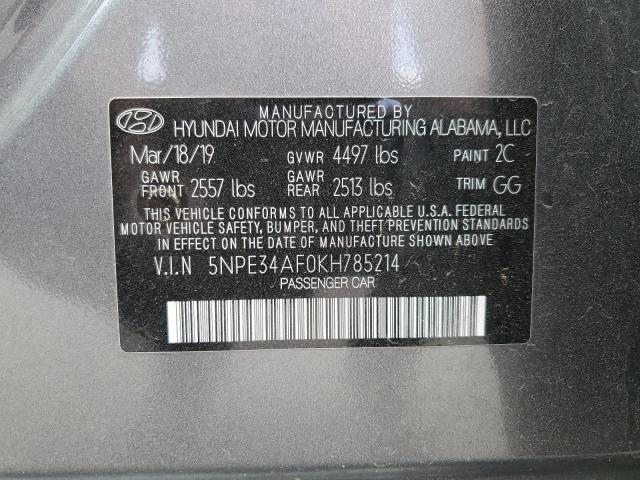 MANUFACTURED BY
HYUNDAI MOTOR MANUFACTURING ALABAMA, LLC
Mar/18/19 GVWR 4497 lbs PAINT 2C
GAWR FRONT 2557 lbs GAWR REAR 2513 lbs TRIM GG
THIS VEHICLE CONFORMS TO ALL APPLICABLE U.S.A. FEDERAL
MOTOR VEHICLE SAFETY, BUMPER, AND THEFT PREVENTION STANDARDS
IN EFFECT ON THE DATE OF MANUFACTURE SHOWN ABOVE.
V.I.N 5NPE34AF0KH785214
PASSENGER CAR